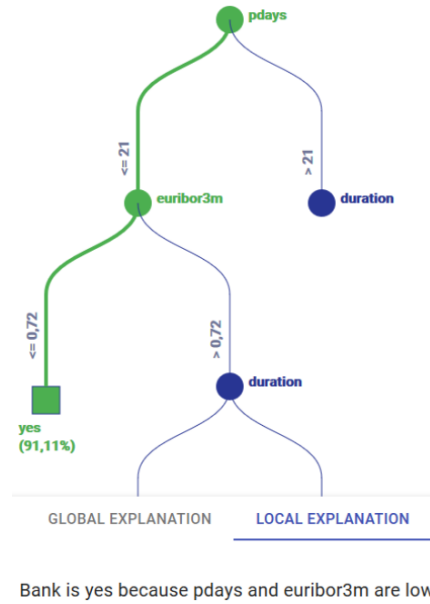 pdays
<= 21
> 21
euribor3m
duration
<= 0,72
> 0,72
duration
yes
(91,11%)
GLOBAL EXPLANATION
LOCAL EXPLANATION
Bank is yes because pdays and euribor3m are low